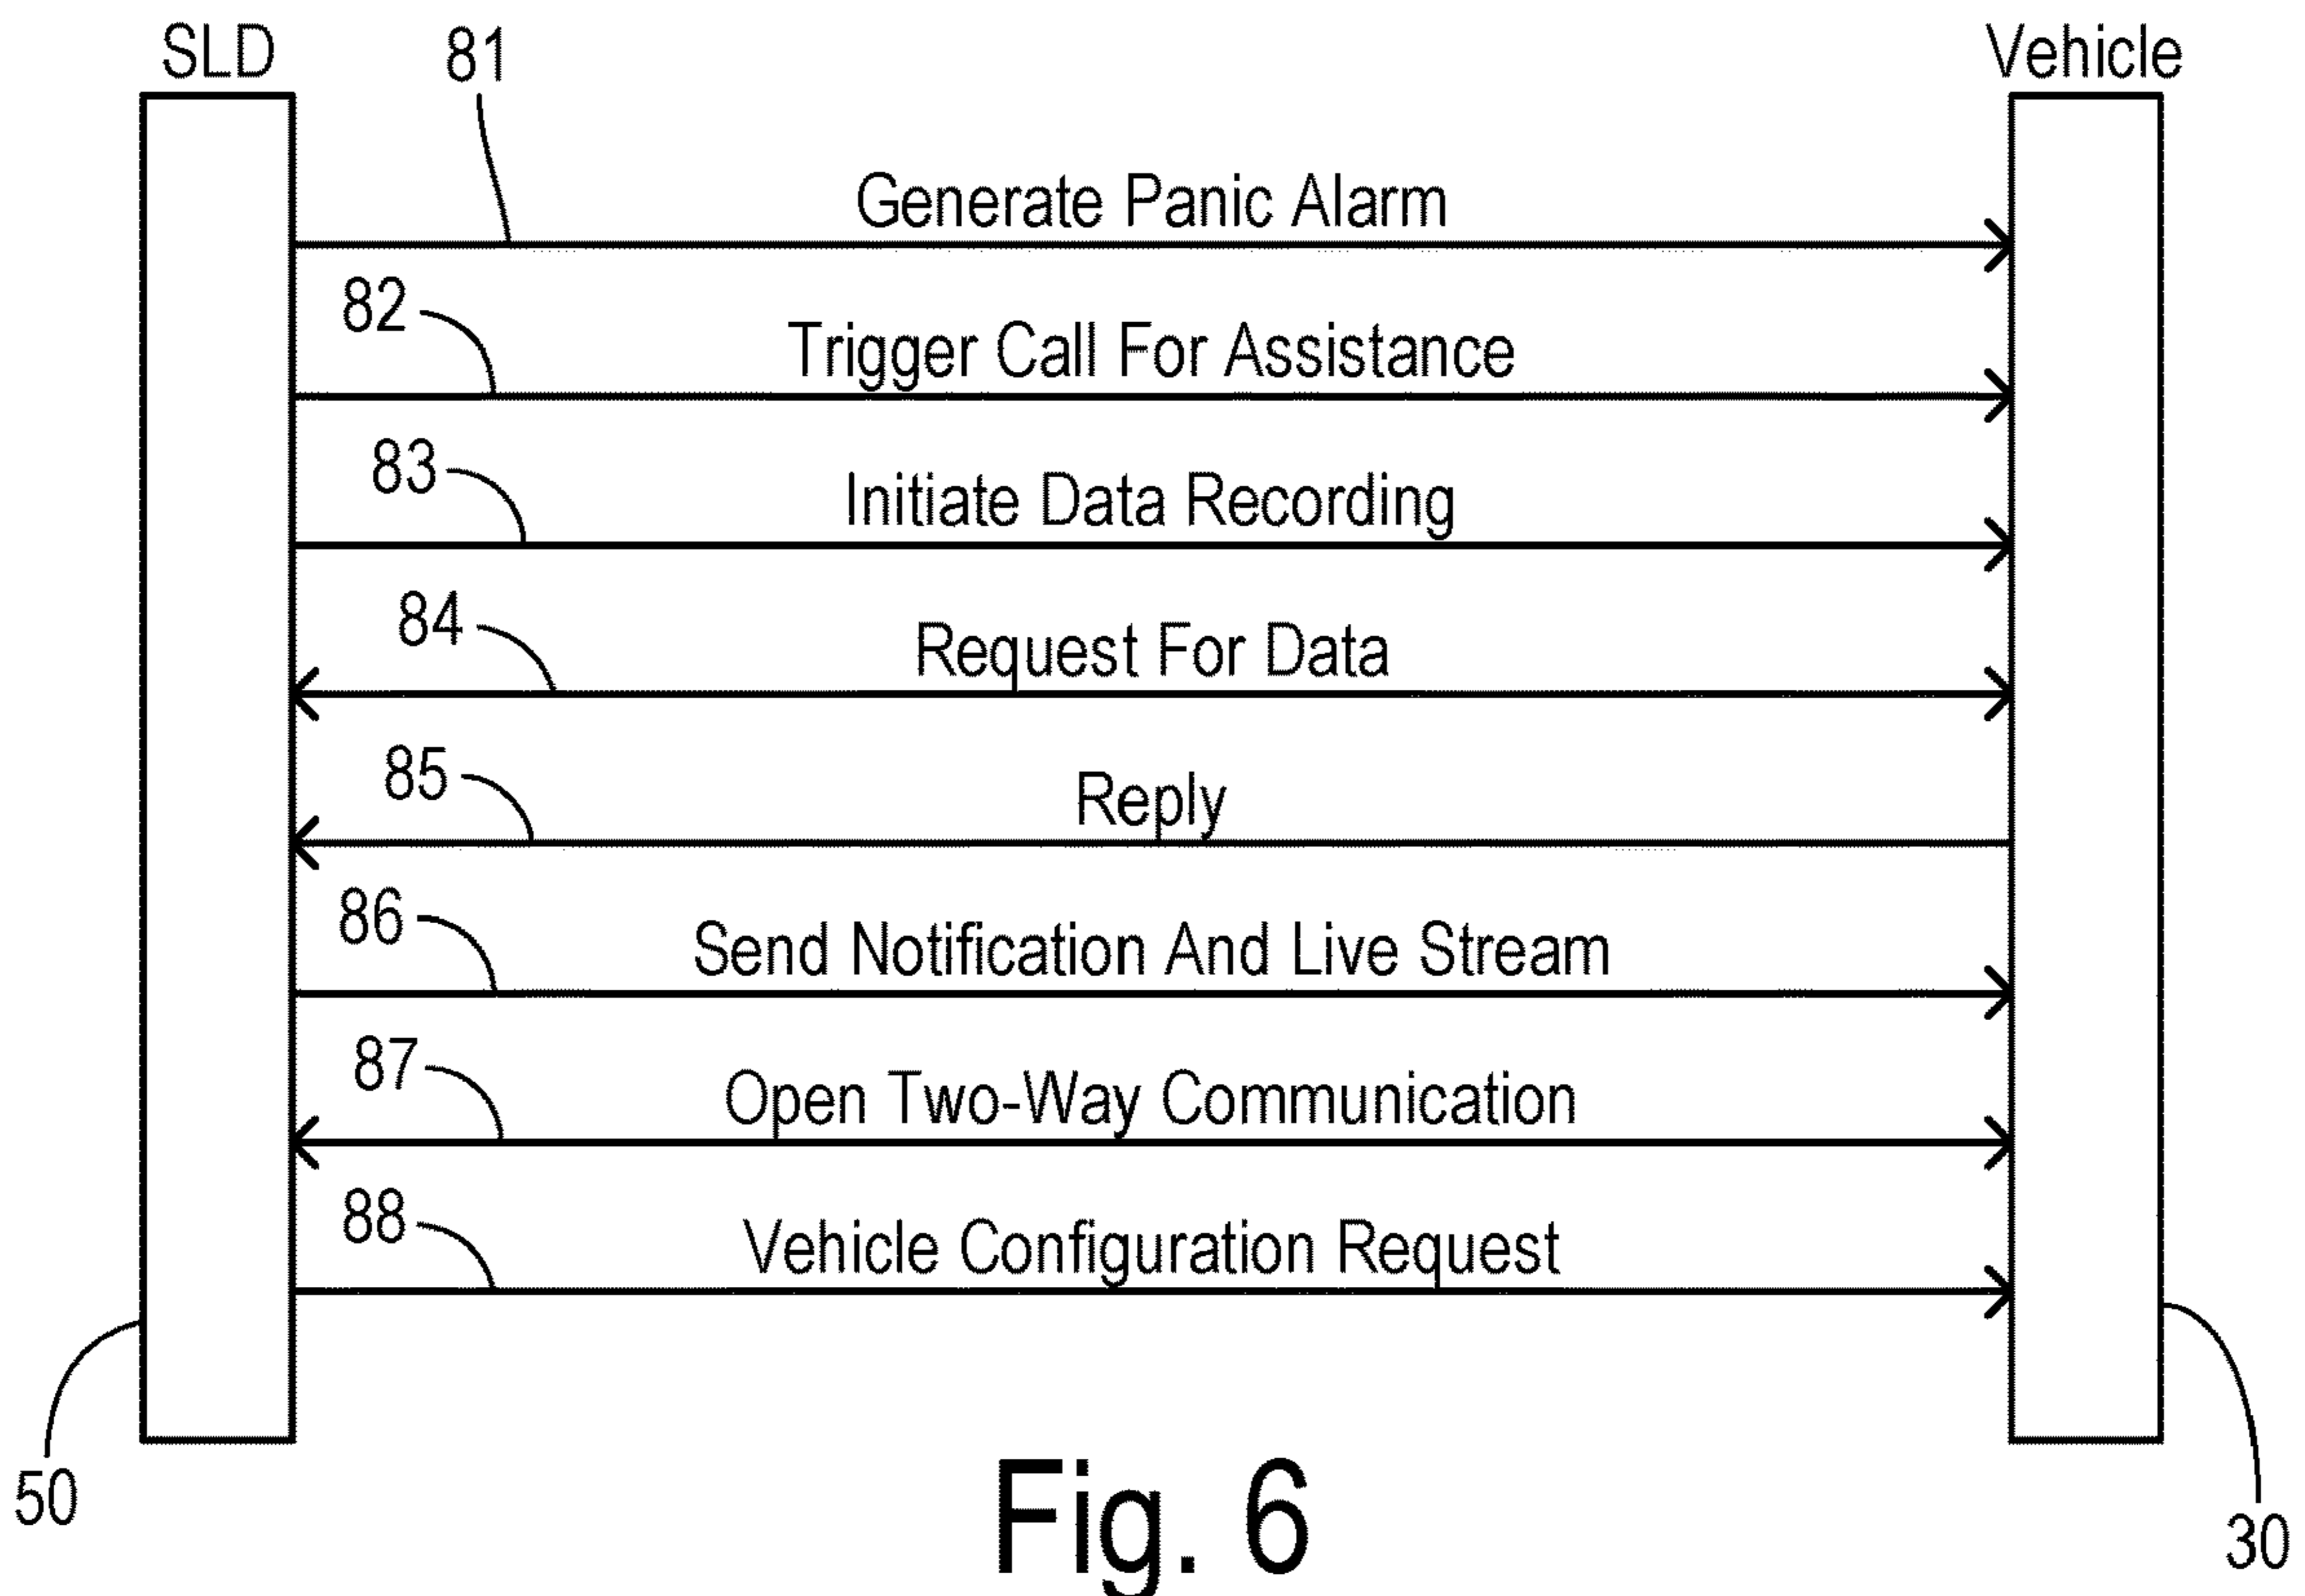 SLD
81
Vehicle
Generate Panic Alarm
82
Trigger Call For Assistance
83
Initiate Data Recording
84
Request For Data
85
Reply
86
Send Notification And Live Stream
87
Open Two-Way Communication
88
Vehicle Configuration Request
50
30
Fig. 6